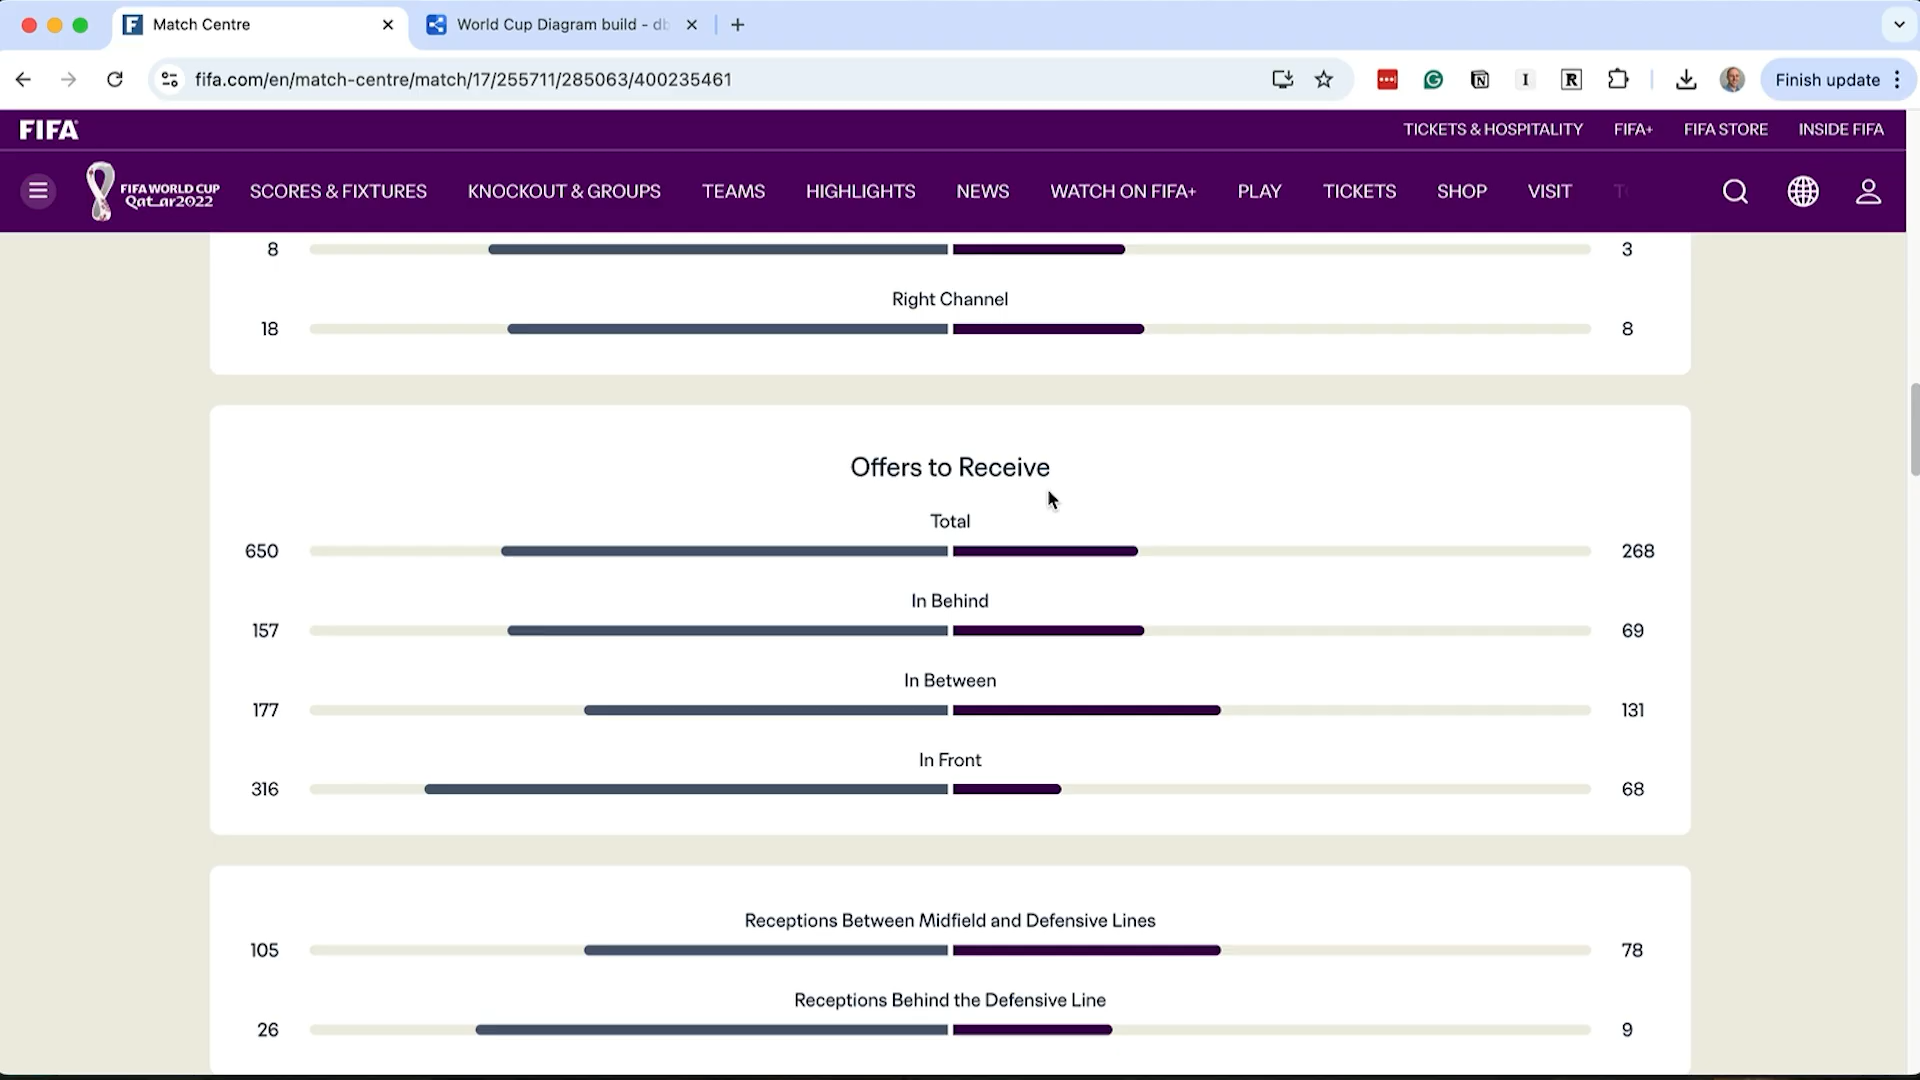 Match Centre
World Cup Diagram build - db
fifa.com/en/match-centre/match/17/255711/285063/400235461
Finish update
FIFA
TICKETS & HOSPITALITY
FIFA+
FIFA STORE
INSIDE FIFA
FIFA WORLD CUP
Qatar2022
SCORES & FIXTURES
KNOCKOUT & GROUPS
TEAMS
HIGHLIGHTS
NEWS
WATCH ON FIFA+
PLAY
TICKETS
SHOP
VISIT
8 3
Right Channel
18 8
Offers to Receive
Total
650 268
In Behind
157 69
In Between
177 131
In Front
316 68
Receptions Between Midfield and Defensive Lines
105 78
Receptions Behind the Defensive Line
26 9